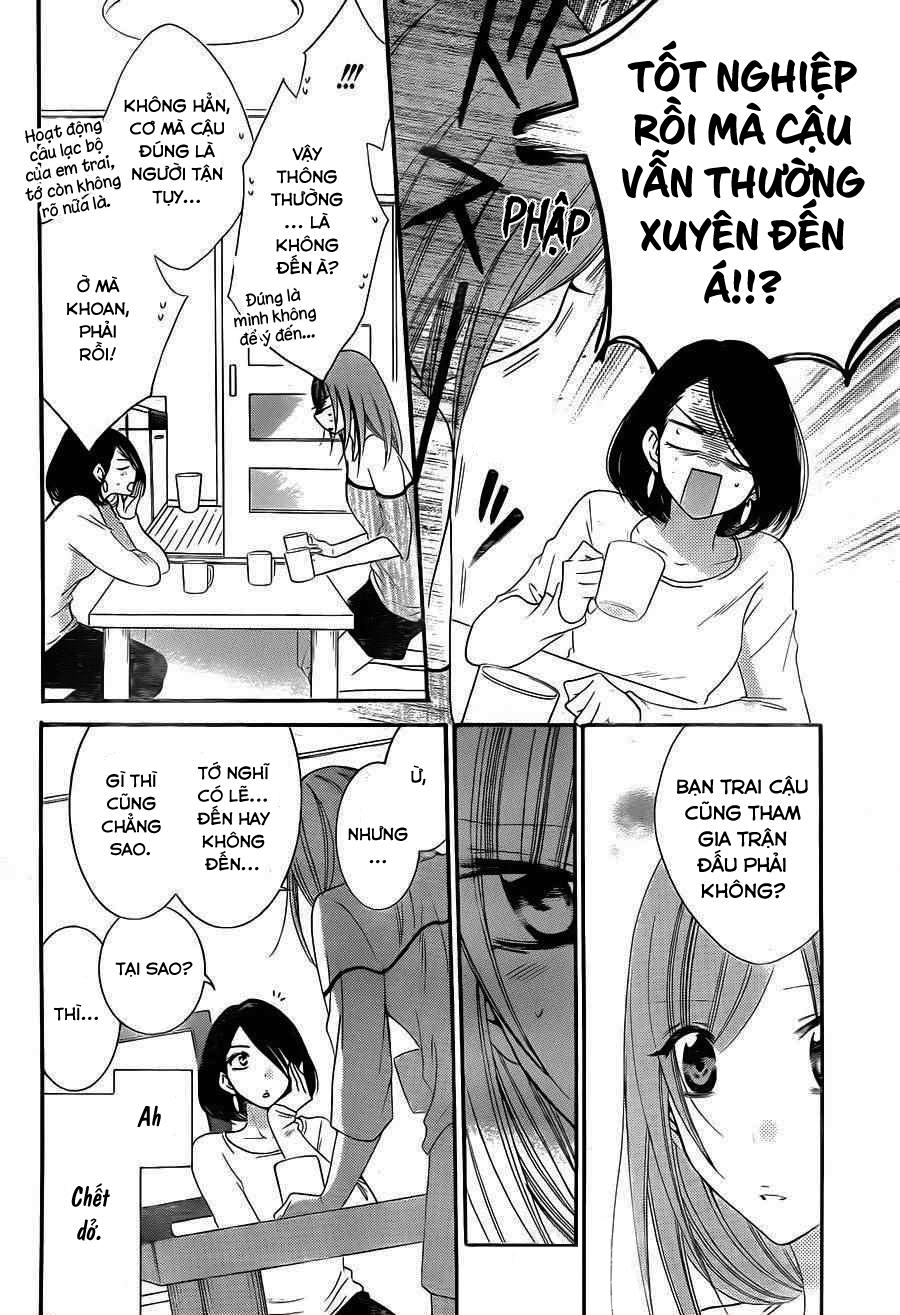 TỐT NGHIỆP
RỒI MÀ CẬU
VẪN THƯỜNG
XUYÊN ĐẾN
Á!!?
PHẬP
!!!
VẬY
THÔNG
THƯỜNG
... LÀ
KHÔNG
ĐẾN À?
Đúng là
mình không
để ý đến...
KHÔNG HẲN,
CƠ MÀ CẬU
ĐÚNG LÀ
NGƯỜI TẬN
TỤY...
Hoạt động
câu lạc bộ
của em trai,
tớ còn không
rõ nữa là.
Ờ MÀ
KHOAN,
PHẢI
RỒI!
BẠN TRAI CẬU
CŨNG THAM
GIA TRẬN
ĐẤU PHẢI
KHÔNG?
Ừ,
NHƯNG
...
TỚ NGHĨ
CÓ LẼ...
ĐẾN HAY
KHÔNG
ĐẾN...
GÌ THÌ
CŨNG
CHẲNG
SAO.
TẠI SAO?
THÌ...
Ah
Chết
dở.